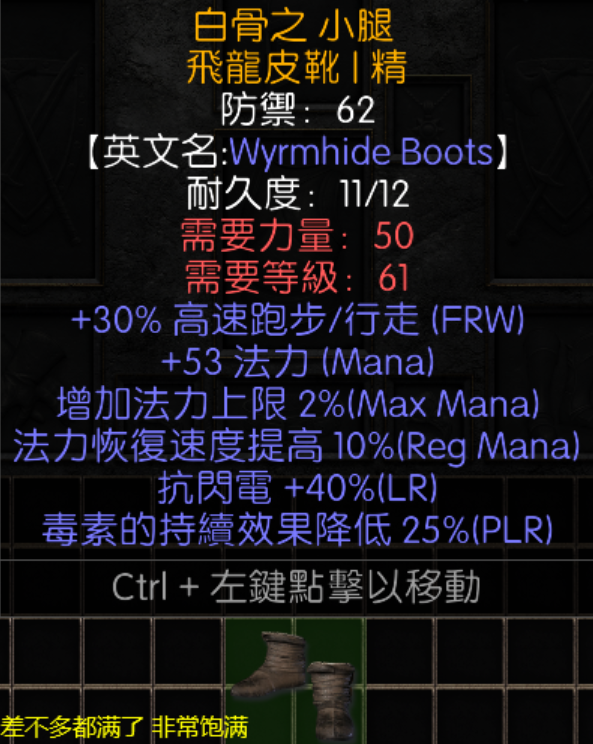 白骨之 小腿
飛龍皮靴 | 精
防禦：62
【英文名:Wyrmhide Boots】
耐久度：11/12
需要力量：50
需要等級：61
+30% 高速跑步/行走 (FRW)
+53 法力 (Mana)
增加法力上限 2%(Max Mana)
法力恢復速度提高 10%(Reg Mana)
抗閃電 +40%(LR)
毒素的持續效果降低 25%(PLR)
Ctrl + 左鍵點擊以移動
差不多都满了 非常饱满